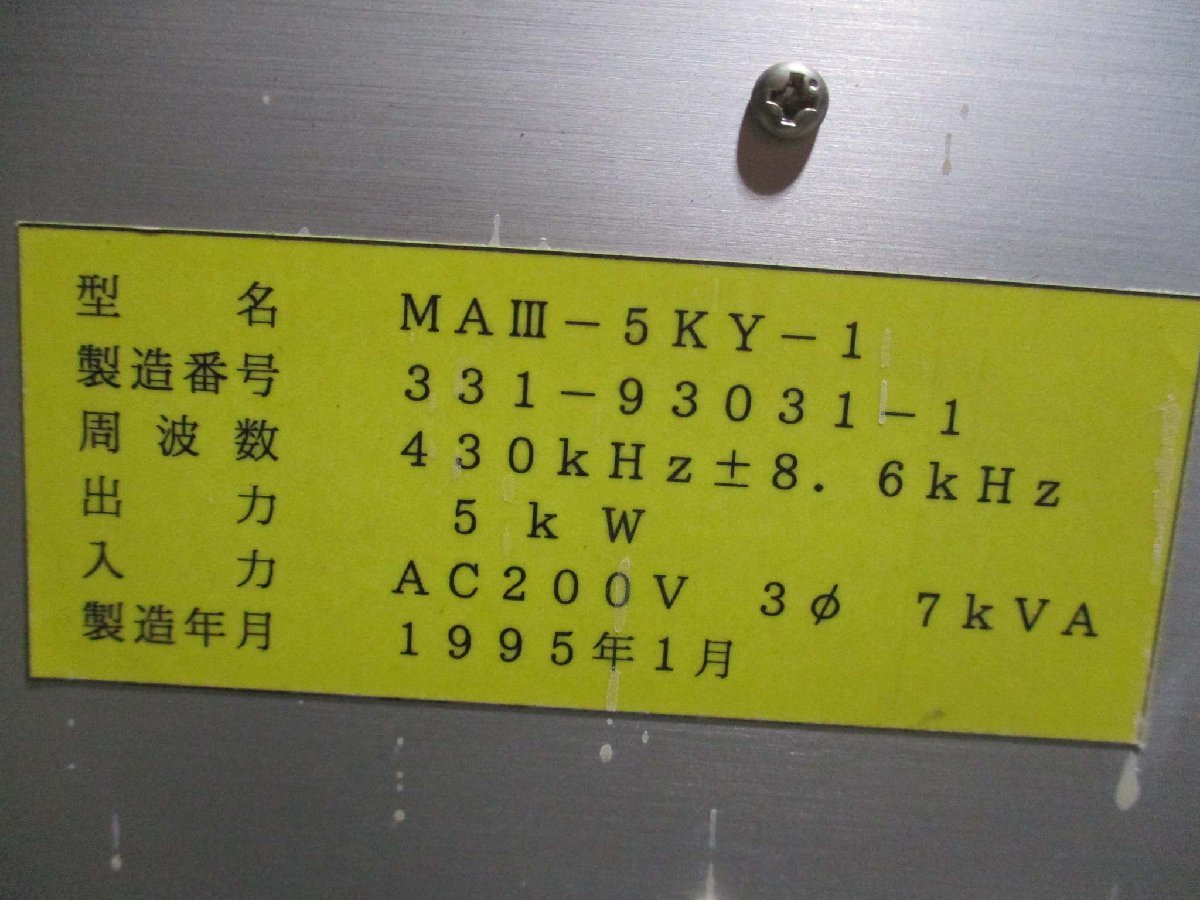 型名 MAⅢ-5KY-1
製造番号 331-93031-1
周波数 430kHz±8.6kHz
出力 5kW
入力 AC200V 3φ 7kVA
製造年月 1995年1月